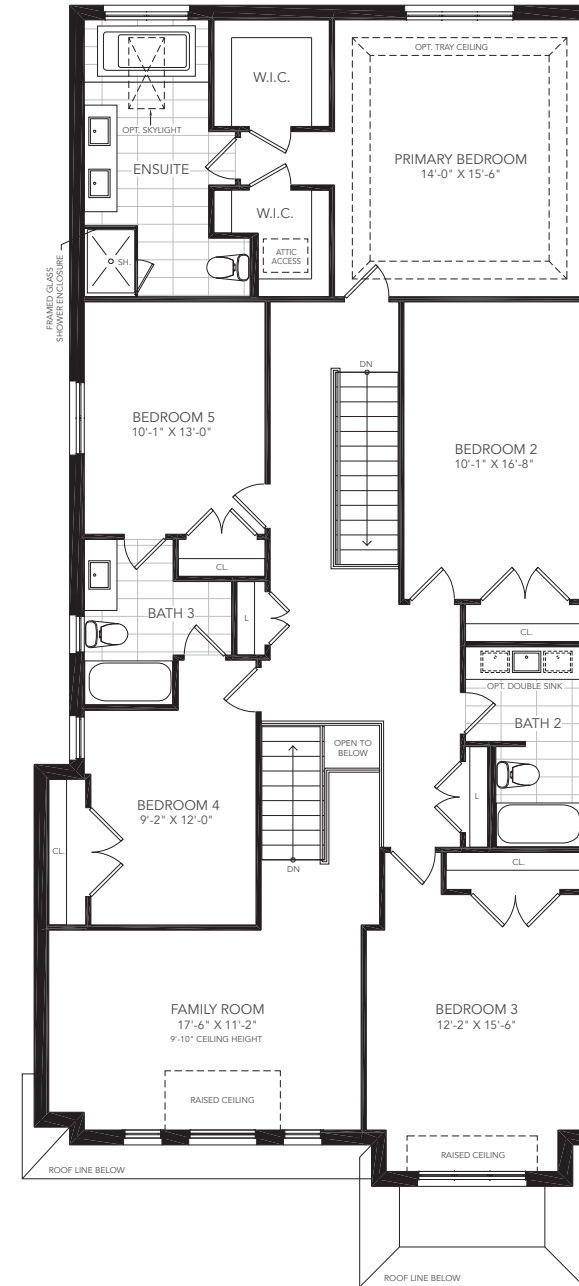 OPT. TRAY CEILING
W.I.C.
OPT. SKYLIGHT
PRIMARY BEDROOM
14'-0" X 15'-6"
ENSUITE
W.I.C.
ATTIC
ACCESS
SH.
FRAMED GLASS
SHOWER ENCLOSURE
DN
BEDROOM 5
10'-1" X 13'-0"
BEDROOM 2
10'-1" X 16'-8"
CL.
BATH 3
L
CL.
OPT. DOUBLE SINK
BATH 2
OPEN TO
BELOW
L
BEDROOM 4
9'-2" X 12'-0"
CL.
DN
CL.
FAMILY ROOM
17'-6" X 11'-2"
9'-10" CEILING HEIGHT
BEDROOM 3
12'-2" X 15'-6"
RAISED CEILING
RAISED CEILING
ROOF LINE BELOW
ROOF LINE BELOW